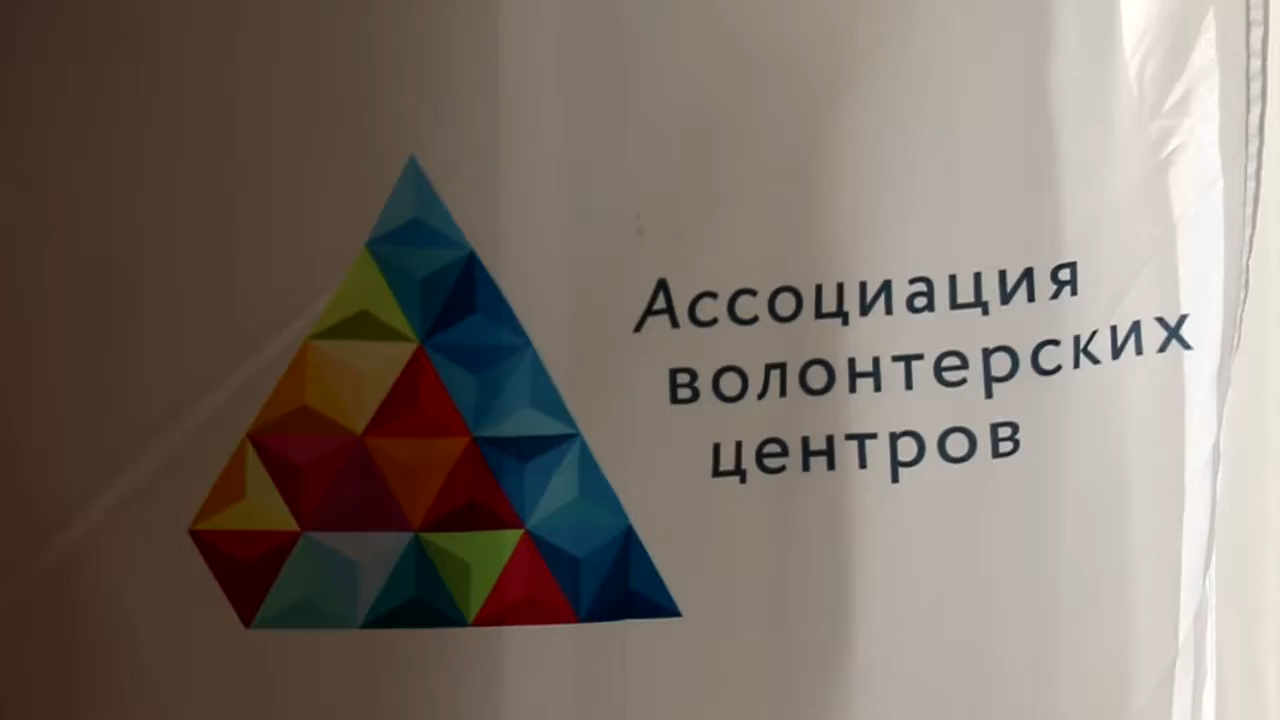 Ассоциация
волонтерских
центров